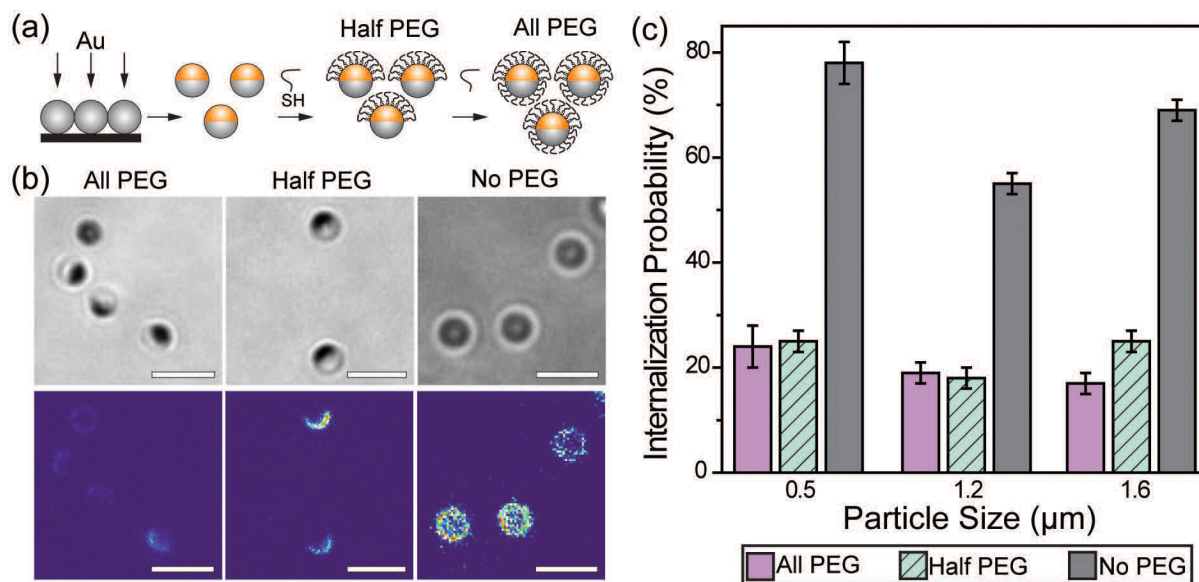 (a)
Au
SH
Half PEG
All PEG
(b)
All PEG
Half PEG
No PEG
(c)
Internalization Probability (%)
80
60
40
20
0
0.5
1.2
1.6
Particle Size (µm)
All PEG
Half PEG
No PEG